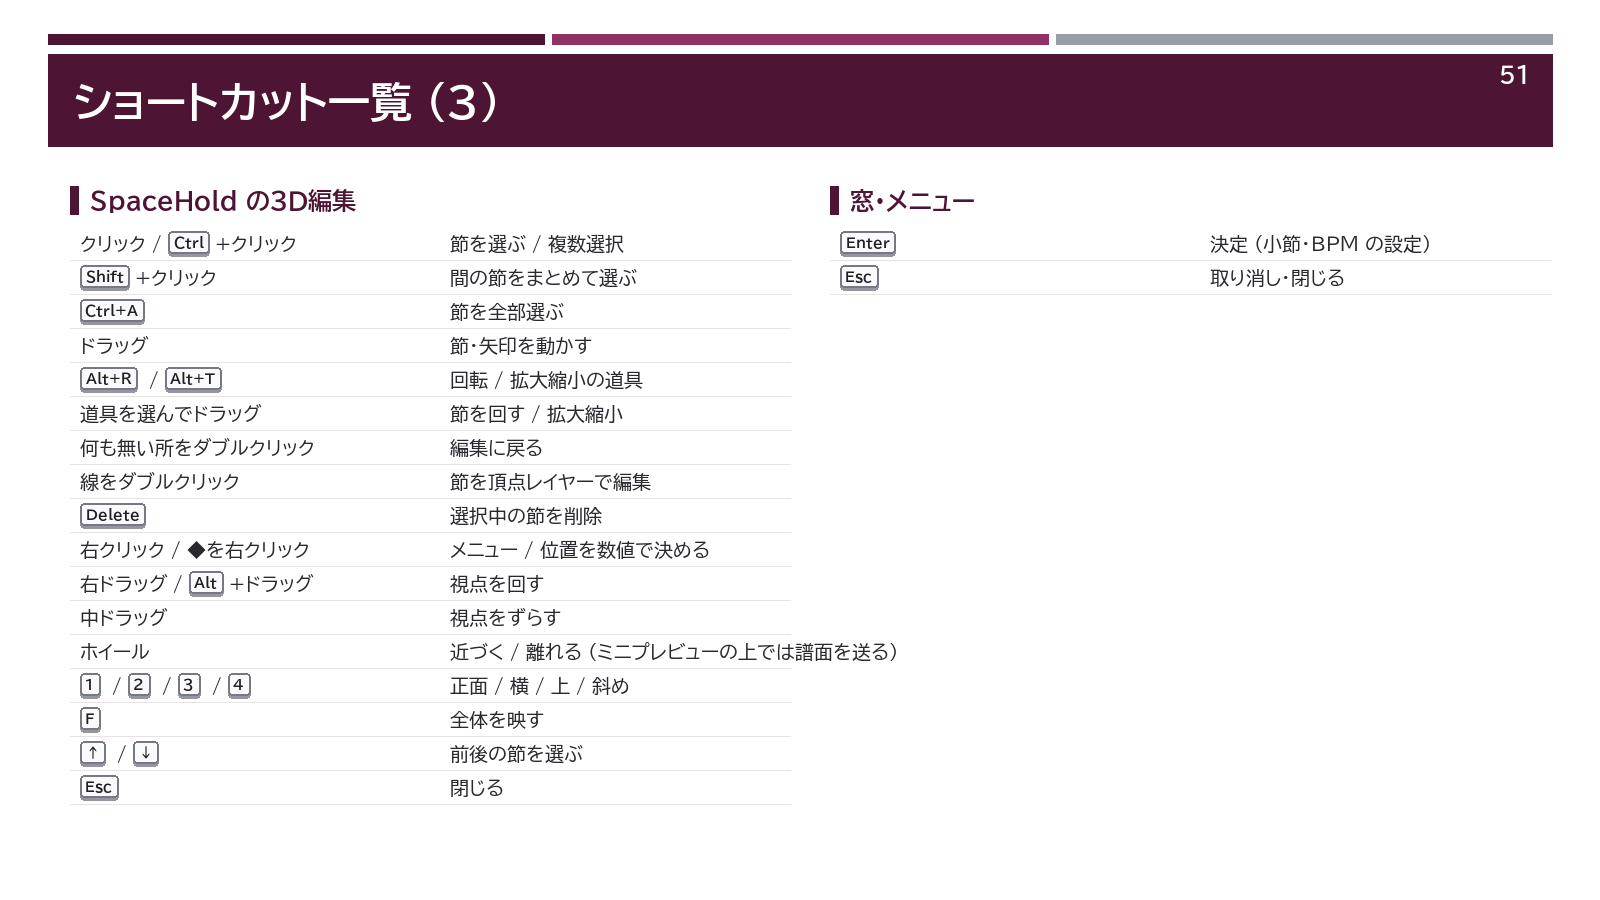 51
ショートカット一覧（3）
SpaceHold の3D編集
クリック / Ctrl +クリック 節を選ぶ / 複数選択
Shift +クリック 間の節をまとめて選ぶ
Ctrl+A 節を全部選ぶ
ドラッグ 節・矢印を動かす
Alt+R / Alt+T 回転 / 拡大縮小の道具
道具を選んでドラッグ 節を回す / 拡大縮小
何も無い所をダブルクリック 編集に戻る
線をダブルクリック 節を頂点レイヤーで編集
Delete 選択中の節を削除
右クリック / ◆を右クリック メニュー / 位置を数値で決める
右ドラッグ / Alt +ドラッグ 視点を回す
中ドラッグ 視点をずらす
ホイール 近づく / 離れる（ミニプレビューの上では譜面を送る）
1 / 2 / 3 / 4 正面 / 横 / 上 / 斜め
F 全体を映す
↑ / ↓ 前後の節を選ぶ
Esc 閉じる
窓・メニュー
Enter 決定（小節・BPM の設定）
Esc 取り消し・閉じる